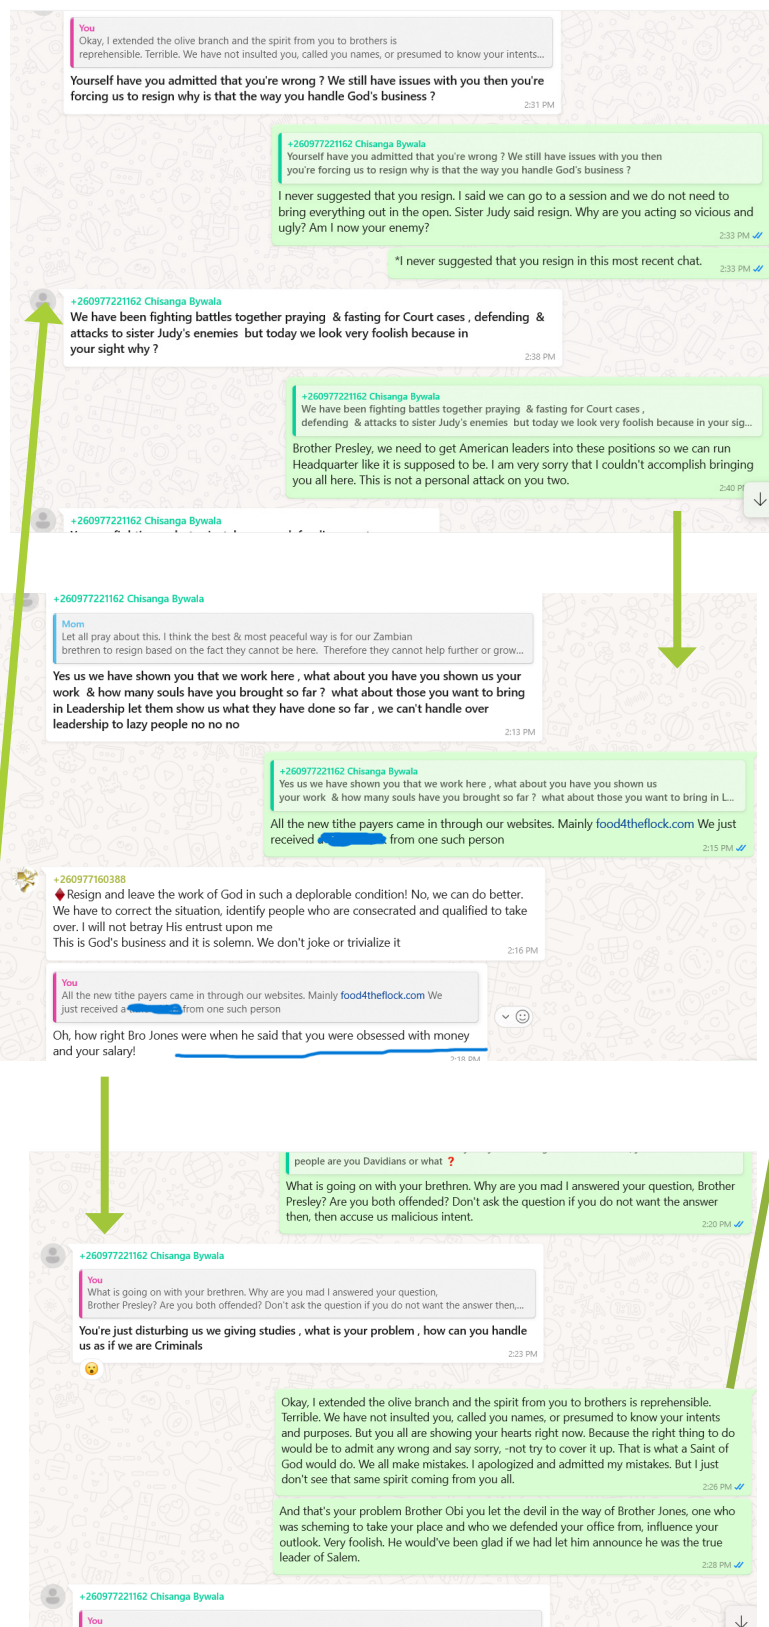 You
Okay, I extended the olive branch and the spirit from you to brothers is
reprehensible. Terrible. We have not insulted you, called you names, or presumed to know your intents...
Yourself have you admitted that you're wrong ? We still have issues with you then you're
forcing us to resign why is that the way you handle God's business ?
2:31 PM
+260977221162 Chisanga Bywala
Yourself have you admitted that you're wrong ? We still have issues with you then
you're forcing us to resign why is that the way you handle God's business ?
I never suggested that you resign. I said we can go to a session and we do not need to
bring everything out in the open. Sister Judy said resign. Why are you acting so vicious and
ugly? Am I now your enemy?
2:33 PM
*I never suggested that you resign in this most recent chat.
2:33 PM
+260977221162 Chisanga Bywala
We have been fighting battles together praying & fasting for Court cases , defending &
attacks to sister Judy's enemies but today we look very foolish because in
your sight why ?
2:38 PM
+260977221162 Chisanga Bywala
We have been fighting battles together praying & fasting for Court cases ,
defending & attacks to sister Judy's enemies but today we look very foolish because in your sig...
Brother Presley, we need to get American leaders into these positions so we can run
Headquarter like it is supposed to be. I am very sorry that I couldn't accomplish bringing
you all here. This is not a personal attack on you two.
2:40 P
+260977221162 Chisanga Bywala
+260977221162 Chisanga Bywala
Mom
Let all pray about this. I think the best & most peaceful way is for our Zambian
brethren to resign based on the fact they cannot be here. Therefore they cannot help further or grow...
Yes us we have shown you that we work here , what about you have you shown us your
work & how many souls have you brought so far ? what about those you want to bring
in Leadership let them show us what they have done so far , we can't handle over
leadership to lazy people no no no
2:13 PM
+260977221162 Chisanga Bywala
Yes us we have shown you that we work here , what about you have you shown us
your work & how many souls have you brought so far ? what about those you want to bring in L...
All the new tithe payers came in through our websites. Mainly food4theflock.com We just
received from one such person
2:15 PM
+260977160388
Resign and leave the work of God in such a deplorable condition! No, we can do better.
We have to correct the situation, identify people who are consecrated and qualified to take
over. I will not betray His entrust upon me
This is God's business and it is solemn. We don't joke or trivialize it
2:16 PM
You
All the new tithe payers came in through our websites. Mainly food4theflock.com We
just received a from one such person
Oh, how right Bro Jones were when he said that you were obsessed with money
and your salary!
2:18 PM
people are you Davidians or what ❓
What is going on with your brethren. Why are you mad I answered your question, Brother
Presley? Are you both offended? Don't ask the question if you do not want the answer
then, then accuse us malicious intent.
2:20 PM
+260977221162 Chisanga Bywala
You
What is going on with your brethren. Why are you mad I answered your question,
Brother Presley? Are you both offended? Don't ask the question if you do not want the answer then,...
You're just disturbing us we giving studies , what is your problem , how can you handle
us as if we are Criminals
2:23 PM
Okay, I extended the olive branch and the spirit from you to brothers is reprehensible.
Terrible. We have not insulted you, called you names, or presumed to know your intents
and purposes. But you all are showing your hearts right now. Because the right thing to do
would be to admit any wrong and say sorry, -not try to cover it up. That is what a Saint of
God would do. We all make mistakes. I apologized and admitted my mistakes. But I just
don't see that same spirit coming from you all.
2:26 PM
And that's your problem Brother Obi you let the devil in the way of Brother Jones, one who
was scheming to take your place and who we defended your office from, influence your
outlook. Very foolish. He would've been glad if we had let him announce he was the true
leader of Salem.
2:28 PM
+260977221162 Chisanga Bywala
You